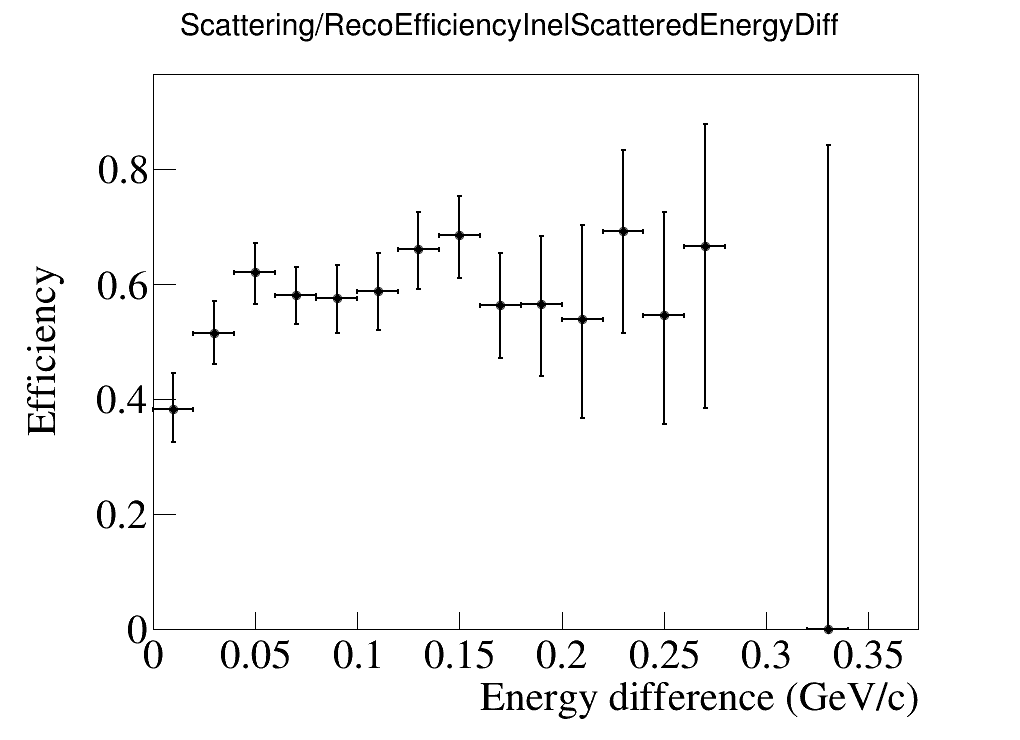 Scattering/RecoEfficiencyInelScatteredEnergyDiff
Efficiency
0.8
0.6
0.4
0.2
0
0 0.05 0.1 0.15 0.2 0.25 0.3 0.35
Energy difference (GeV/c)